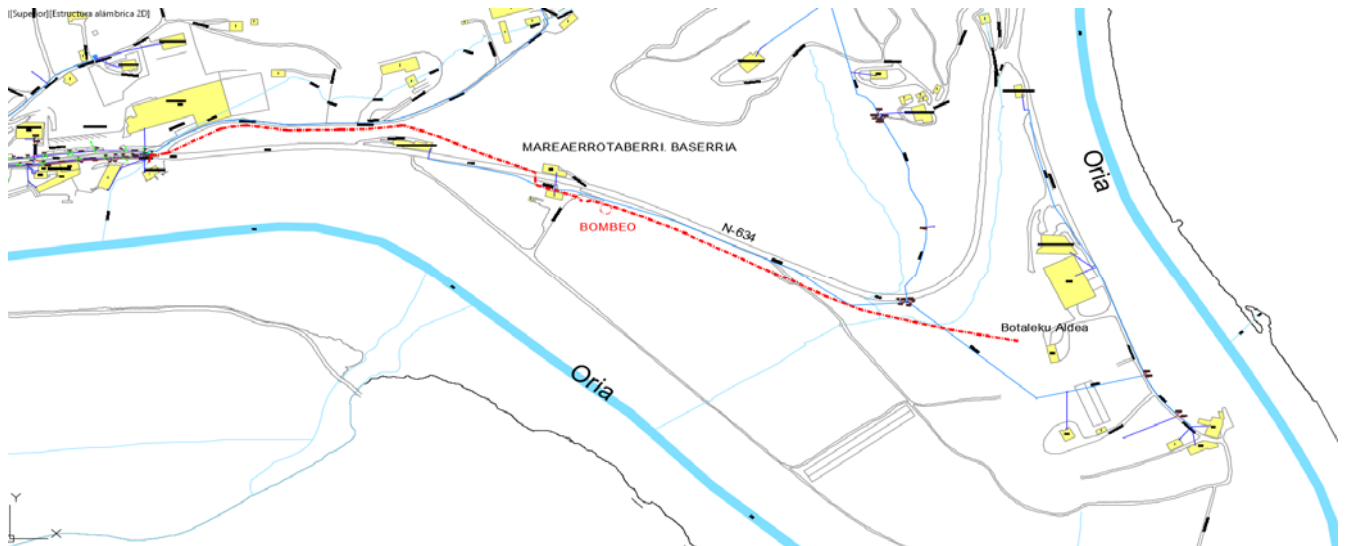 [Superior][Estructura alámbrica 2D]
Oria
MAREAERROTABERRI. BASERRIA
BOMBEO
N-634
Botaleku Aldea
Oria
Y
X